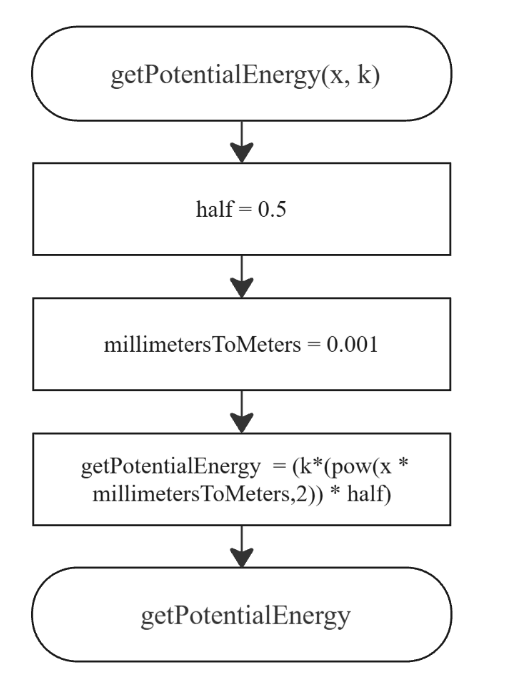 getPotentialEnergy(x, k)
half = 0.5
millimetersToMeters = 0.001
getPotentialEnergy  = (k*(pow(x *
millimetersToMeters,2)) * half)
getPotentialEnergy